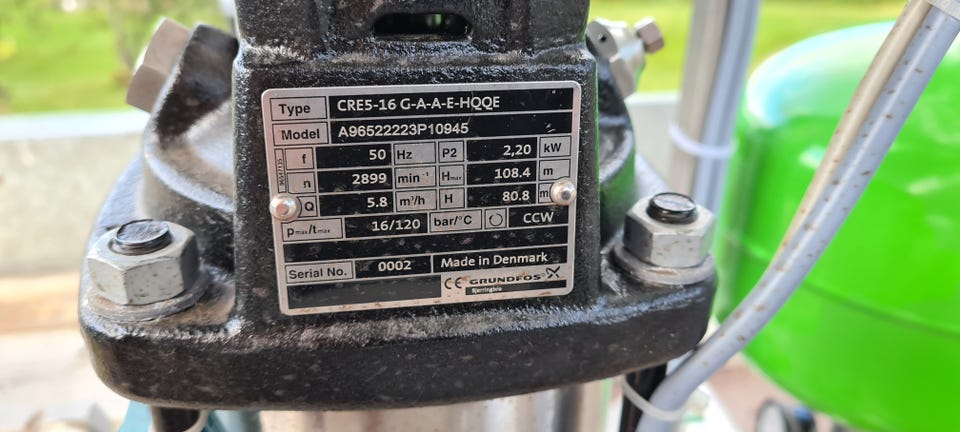 Type CRE5-16 G-A-A-E-HQQE
Model A96522223P10945
f 50 Hz P2 2,20 kW
n 2899 min⁻¹ Hmax 108.4 m
Q 5.8 m³/h H 80.8 m
pmax/tmax 16/120 bar/°C CCW
Serial No. 0002 Made in Denmark
CE GRUNDFOS X
Bjerringbro